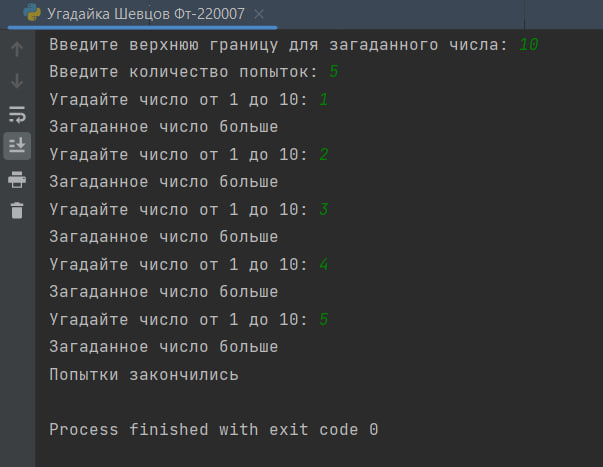 Угадайка Шевцов Фт-220007
Введите верхнюю границу для загаданного числа: 10
Введите количество попыток: 5
Угадайте число от 1 до 10: 1
Загаданное число больше
Угадайте число от 1 до 10: 2
Загаданное число больше
Угадайте число от 1 до 10: 3
Загаданное число больше
Угадайте число от 1 до 10: 4
Загаданное число больше
Угадайте число от 1 до 10: 5
Загаданное число больше
Попытки закончились
Process finished with exit code 0